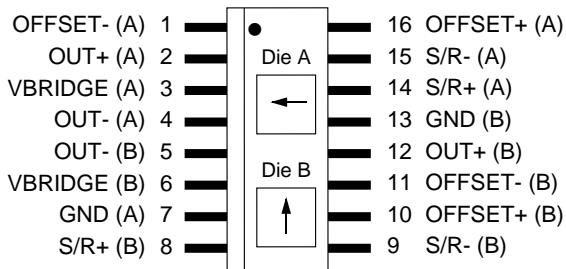 OFFSET- (A) 1 16 OFFSET+ (A)
OUT+ (A) 2 Die A 15 S/R- (A)
VBRIDGE (A) 3 14 S/R+ (A)
OUT- (A) 4 13 GND (B)
OUT- (B) 5 12 OUT+ (B)
VBRIDGE (B) 6 Die B 11 OFFSET- (B)
GND (A) 7 10 OFFSET+ (B)
S/R+ (B) 8 9 S/R- (B)